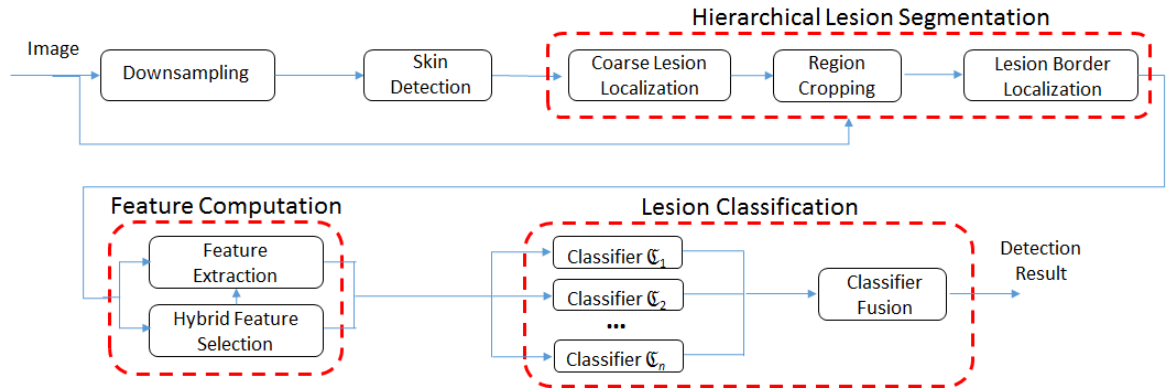 Hierarchical Lesion Segmentation
Image
Downsampling
Skin
Detection
Coarse Lesion
Localization
Region
Cropping
Lesion Border
Localization
Feature Computation
Feature
Extraction
Hybrid Feature
Selection
Lesion Classification
Classifier ℭ₁
Classifier ℭ₂
...
Classifier ℭₙ
Classifier
Fusion
Detection
Result